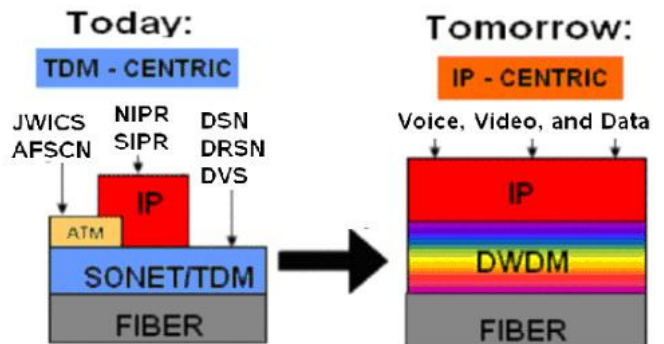 Today:
TDM - CENTRIC
JWICS
AFSCN
NIPR
SIPR
DSN
DRSN
DVS
IP
ATM
SONET/TDM
FIBER
Tomorrow:
IP - CENTRIC
Voice, Video, and Data
IP
DWDM
FIBER